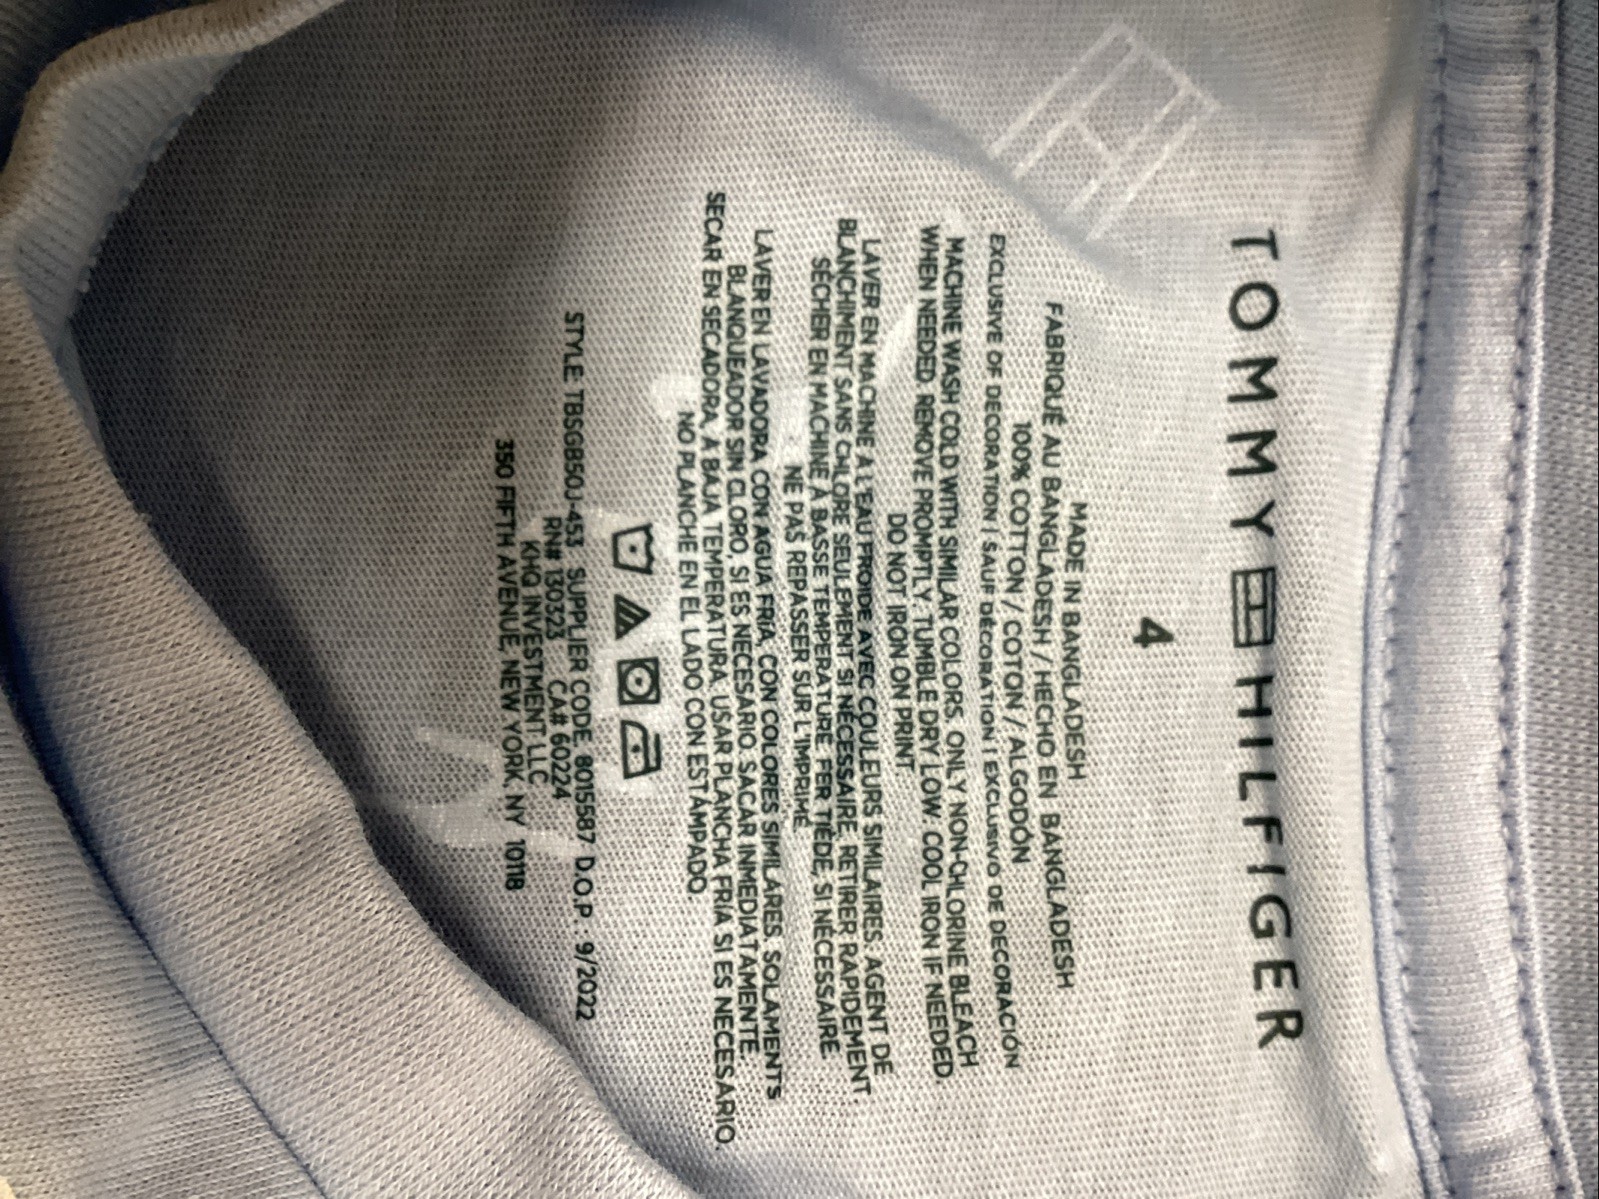 TOMMY HILFIGER
4
MADE IN BANGLADESH
FABRIQUÉ AU BANGLADESH / HECHO EN BANGLADESH
100% COTTON / COTON / ALGODÓN
EXCLUSIVE OF DECORATION / SAUF DÉCORATION / EXCLUSIVO DE DECORACIÓN
MACHINE WASH COLD WITH SIMILAR COLORS. ONLY NON-CHLORINE BLEACH
WHEN NEEDED. REMOVE PROMPTLY. TUMBLE DRY LOW. COOL IRON IF NEEDED.
DO NOT IRON ON PRINT.
LAVER EN MACHINE A L'EAU FROIDE AVEC COULEURS SIMILAIRES. AGENT DE
BLANCHIMENT SANS CHLORE SEULEMENT SI NÉCESSAIRE. RETIRER RAPIDEMENT
SÉCHER EN MACHINE À BASSE TEMPERATURE. FER TIÈDE, SI NÉCESSAIRE.
NE PAS REPASSER SUR L'IMPRIMÉ.
LAVER EN LAVADORA CON AGUA FRIA, CON COLORES SIMILARES. SOLAMENTS
BLANQUEADOR SIN CLORO, SI ES NECESARIO. SACAR INMEDIATAMENTE.
SECAR EN SECADORA, A BAJA TEMPERATURA. USAR PLANCHA FRIA SI ES NECESARIO.
NO PLANCHE EN EL LADO CON ESTAMPADO.
STYLE: TBSGB50J-453 SUPPLIER CODE: 8015587 D.O.P.: 9/2022
RN# 130323 CA# 60224
KHQ INVESTMENT LLC
350 FIFTH AVENUE, NEW YORK, NY 10118